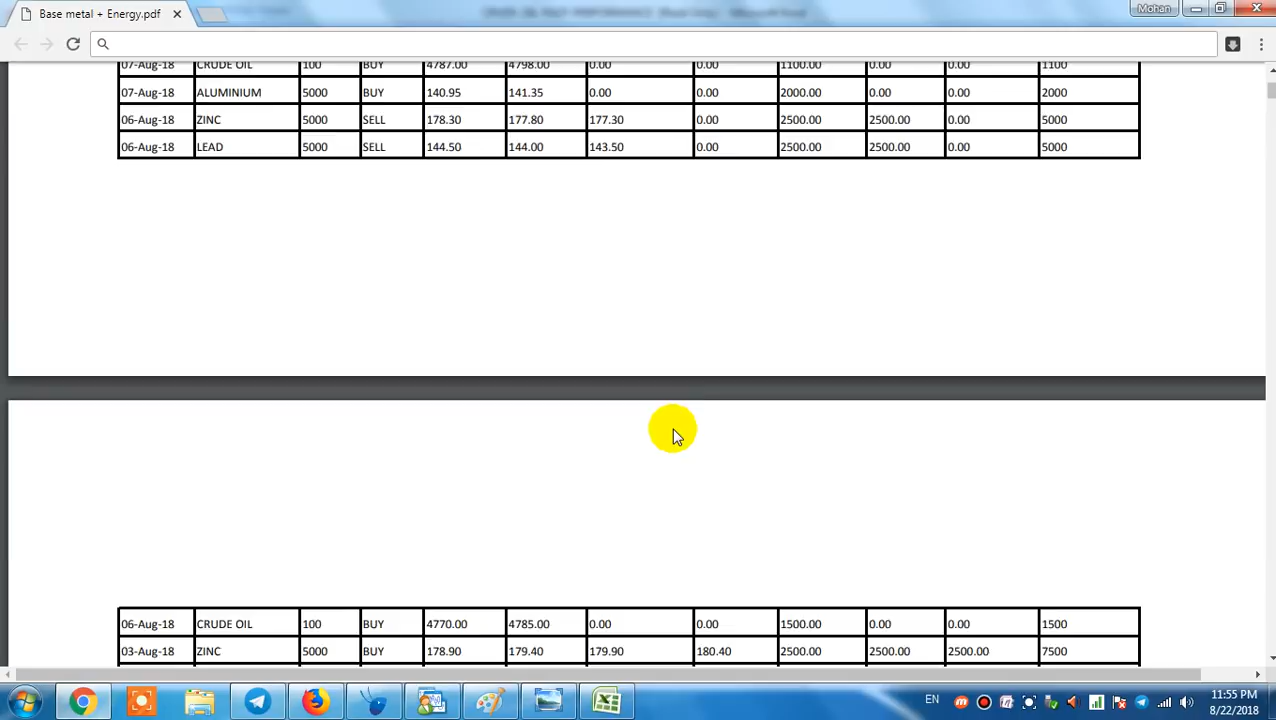 Base metal + Energy.pdf
Mohan
07-Aug-18 CRUDE OIL 100 BUY 4787.00 4798.00 0.00 0.00 1100.00 0.00 0.00 1100
07-Aug-18 ALUMINIUM 5000 BUY 140.95 141.35 0.00 0.00 2000.00 0.00 0.00 2000
06-Aug-18 ZINC 5000 SELL 178.30 177.80 177.30 0.00 2500.00 2500.00 0.00 5000
06-Aug-18 LEAD 5000 SELL 144.50 144.00 143.50 0.00 2500.00 2500.00 0.00 5000
06-Aug-18 CRUDE OIL 100 BUY 4770.00 4785.00 0.00 0.00 1500.00 0.00 0.00 1500
03-Aug-18 ZINC 5000 BUY 178.90 179.40 179.90 180.40 2500.00 2500.00 2500.00 7500
EN
11:55 PM
8/22/2018